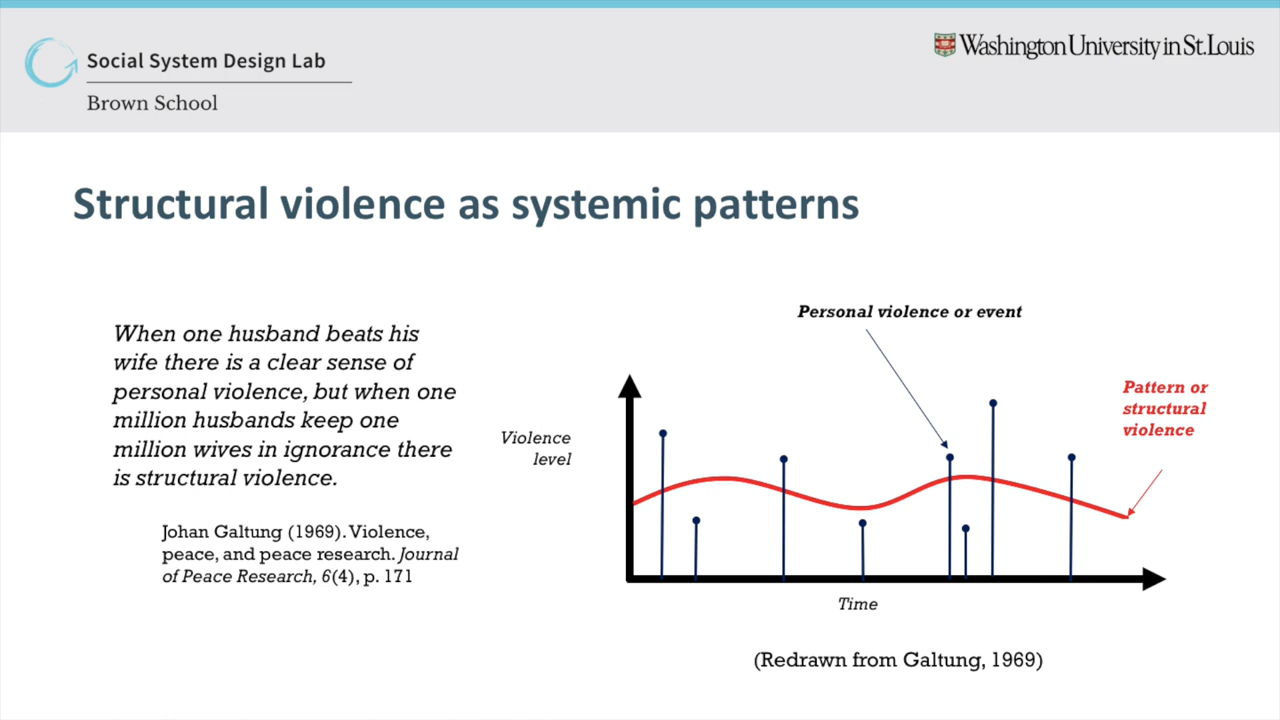 Social System Design Lab
Brown School
Washington University in St. Louis
Structural violence as systemic patterns
When one husband beats his
wife there is a clear sense of
personal violence, but when one
million husbands keep one
million wives in ignorance there
is structural violence.
Johan Galtung (1969). Violence,
peace, and peace research. Journal
of Peace Research, 6(4), p. 171
Personal violence or event
Pattern or
structural
violence
Violence
level
Time
(Redrawn from Galtung, 1969)